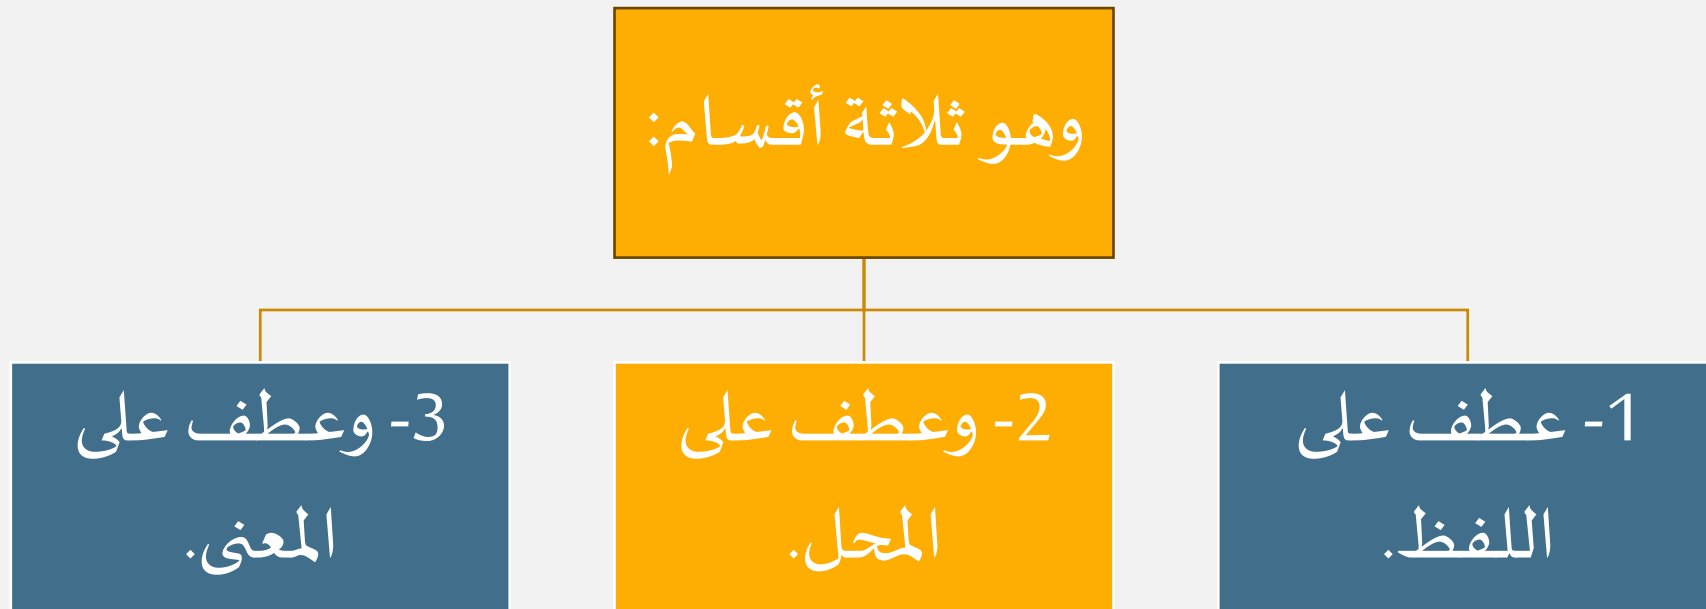 وهو ثلاثة أقسام:
1- عطف على
اللفظ.
2- وعطف على
المحل.
3- وعطف على
المعنى.